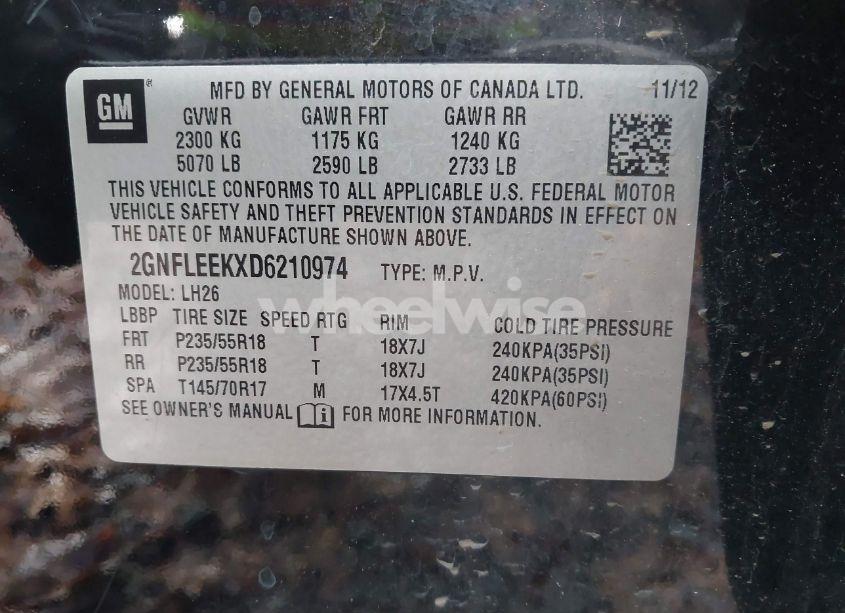 GM ®
MFD BY GENERAL MOTORS OF CANADA LTD. 11/12
GVWR GAWR FRT GAWR RR
2300 KG 1175 KG 1240 KG
5070 LB 2590 LB 2733 LB
THIS VEHICLE CONFORMS TO ALL APPLICABLE U.S. FEDERAL MOTOR
VEHICLE SAFETY AND THEFT PREVENTION STANDARDS IN EFFECT ON
THE DATE OF MANUFACTURE SHOWN ABOVE.
2GNFLEEKXD6210974 TYPE: M.P.V.
MODEL: LH26
wheelwise
LBBP TIRE SIZE SPEED RTG RIM COLD TIRE PRESSURE
FRT P235/55R18 T 18X7J 240KPA(35PSI)
RR P235/55R18 T 18X7J 240KPA(35PSI)
SPA T145/70R17 M 17X4.5T 420KPA(60PSI)
SEE OWNER'S MANUAL FOR MORE INFORMATION.